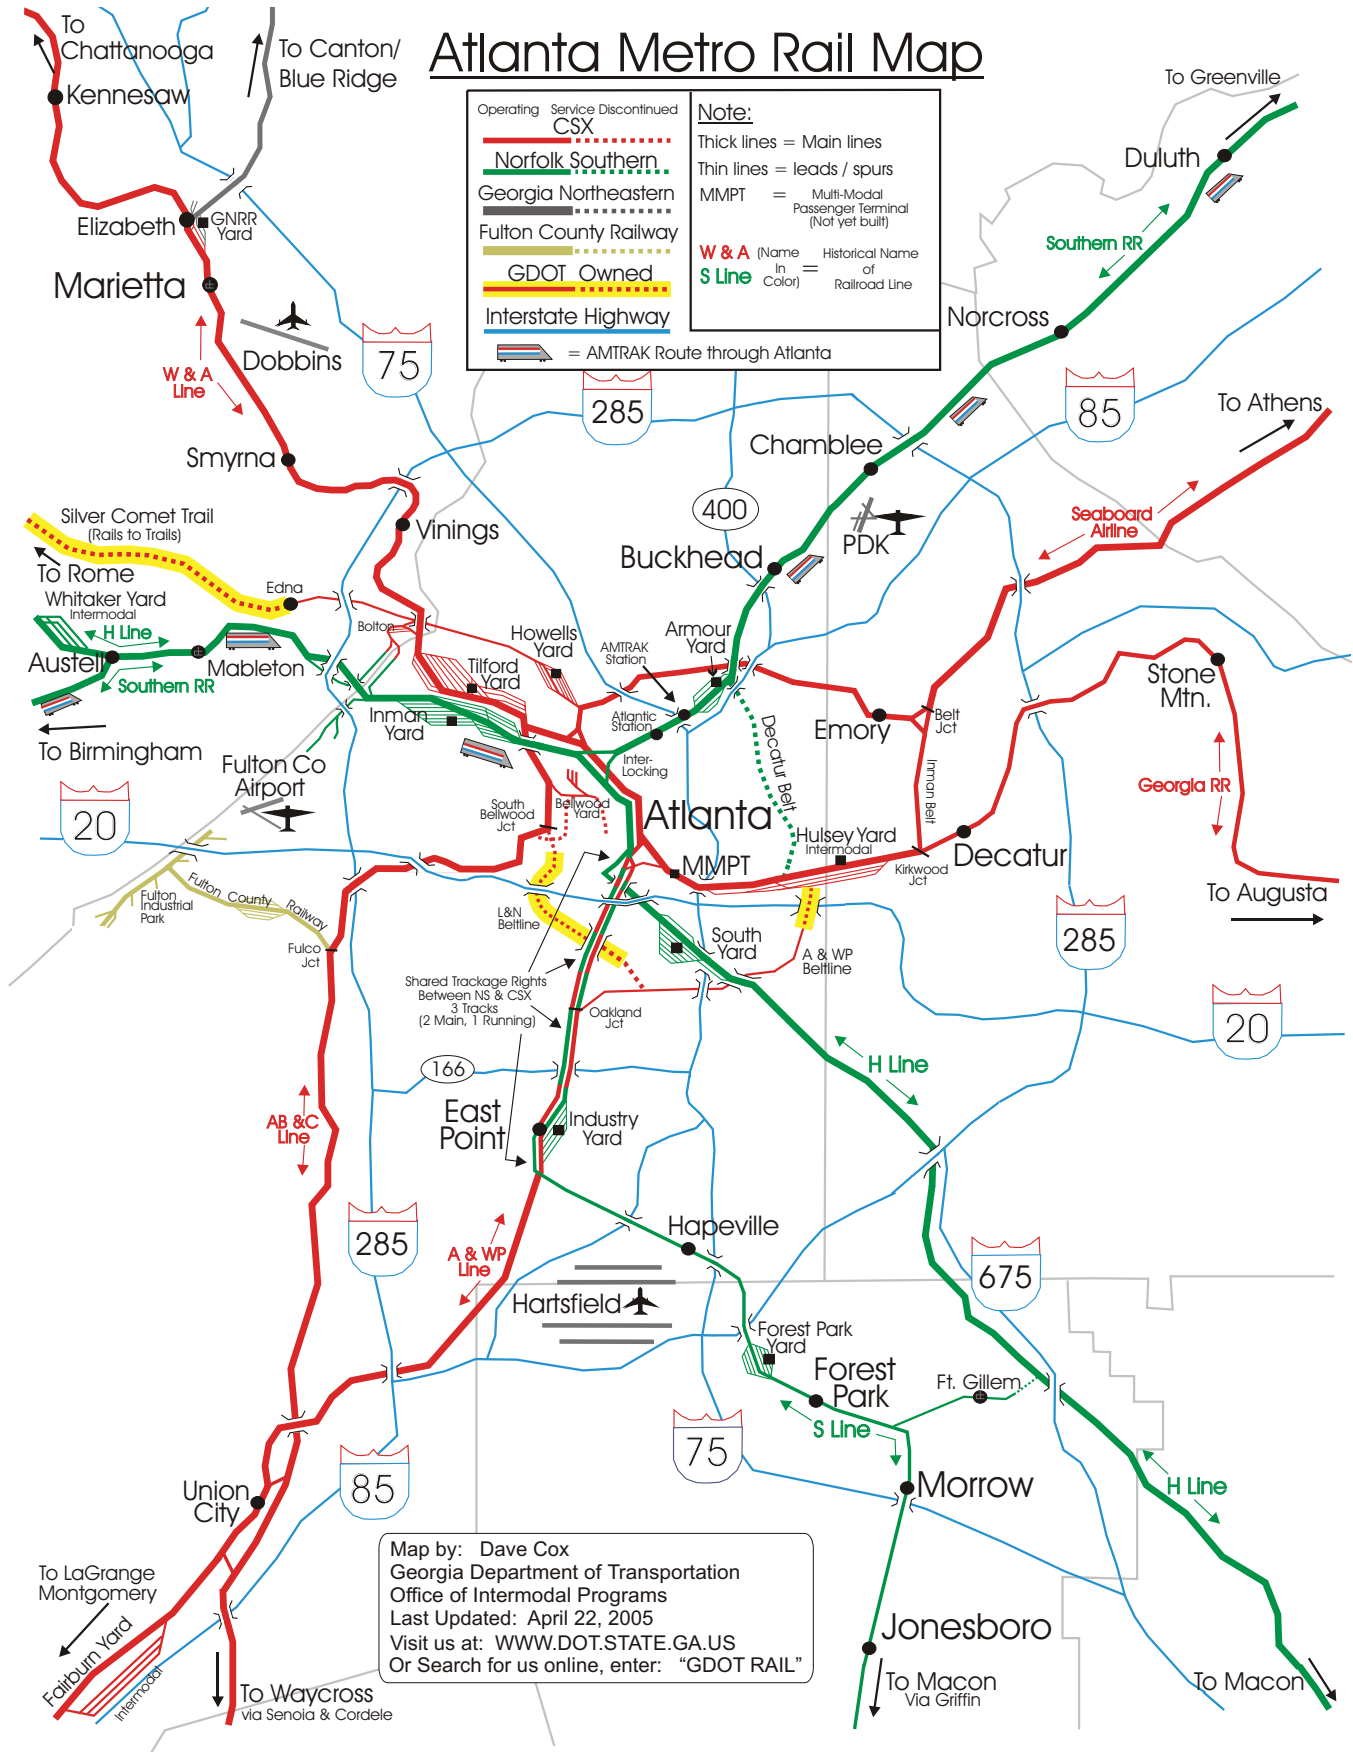 Atlanta Metro Rail Map
To
Chattanooga
To Canton/
Blue Ridge
Kennesaw
Operating
Service Discontinued
CSX
Norfolk Southern
Georgia Northeastern
Fulton County Railway
GDOT Owned
Interstate Highway
= AMTRAK Route through Atlanta
Note:
Thick lines = Main lines
Thin lines = leads / spurs
MMPT = Multi-Modal
Passenger Terminal
(Not yet built)
W & A
S Line
(Name
In
Color)
=
Historical Name
of
Railroad Line
To Greenville
Duluth
Southern RR
Norcross
Elizabeth
GNRR
Yard
Marietta
Dobbins
75
W & A
Line
285
85
To Athens
Chamblee
Smyrna
400
PDK
Seaboard
Airline
Silver Comet Trail
(Rails to Trails)
Vinings
Buckhead
To Rome
Edna
Whitaker Yard
Intermodal
H Line
Bolton
Howells
Yard
Armour
Yard
AMTRAK
Station
Austell
Mableton
Southern RR
Tilford
Yard
Stone
Mtn.
Inman
Yard
Atlantic
Station
Emory
Belt
Jct
To Birmingham
Decatur Belt
Inter-
Locking
Inman Belt
Fulton Co
Airport
Georgia RR
20
South
Bellwood
Jct
Bellwood
Yard
Atlanta
Hulsey Yard
Intermodal
Decatur
MMPT
Kirkwood
Jct
To Augusta
Fulton County Railway
Fulton
Industrial
Park
L&N
Beltline
285
Fulco
Jct
South
Yard
A & WP
Beltline
Shared Trackage Rights
Between NS & CSX
3 Tracks
(2 Main, 1 Running)
Oakland
Jct
20
166
H Line
AB &C
Line
East
Point
Industry
Yard
285
Hapeville
A & WP
Line
675
Hartsfield
Forest Park
Yard
Forest
Park
Ft. Gillem
S Line
75
85
Union
City
Morrow
H Line
Map by: Dave Cox
Georgia Department of Transportation
Office of Intermodal Programs
Last Updated: April 22, 2005
Visit us at: WWW.DOT.STATE.GA.US
Or Search for us online, enter: “GDOT RAIL”
To LaGrange
Montgomery
Fairburn Yard
Intermodal
To Waycross
via Senoia & Cordele
Jonesboro
To Macon
Via Griffin
To Macon